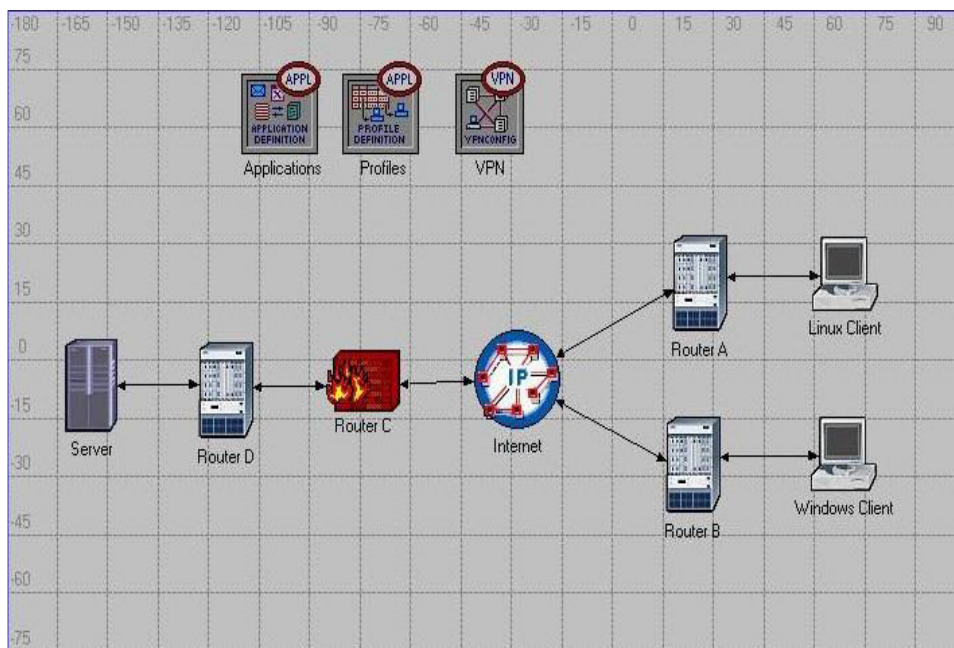 -180 -165 -135 -120 -105 -90 -75 -60 -45 -30 -15 0 15 30 45 60 75 90
75
60
45
30
15
0
-15
-30
-45
-60
-75
APPL
APPLICATION
DEFINITION
Applications
APPL
PROFILE
DEFINITION
Profiles
VPN
VPNCONFIG
VPN
Router A
Linux Client
Server
Router D
Router C
IP
Internet
Router B
Windows Client